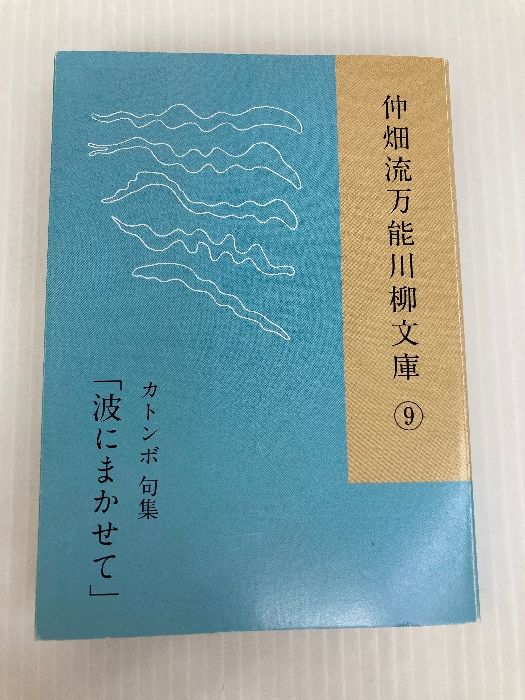 仲畑流万能川柳文庫⑨
カトンボ 句集
「波にまかせて」